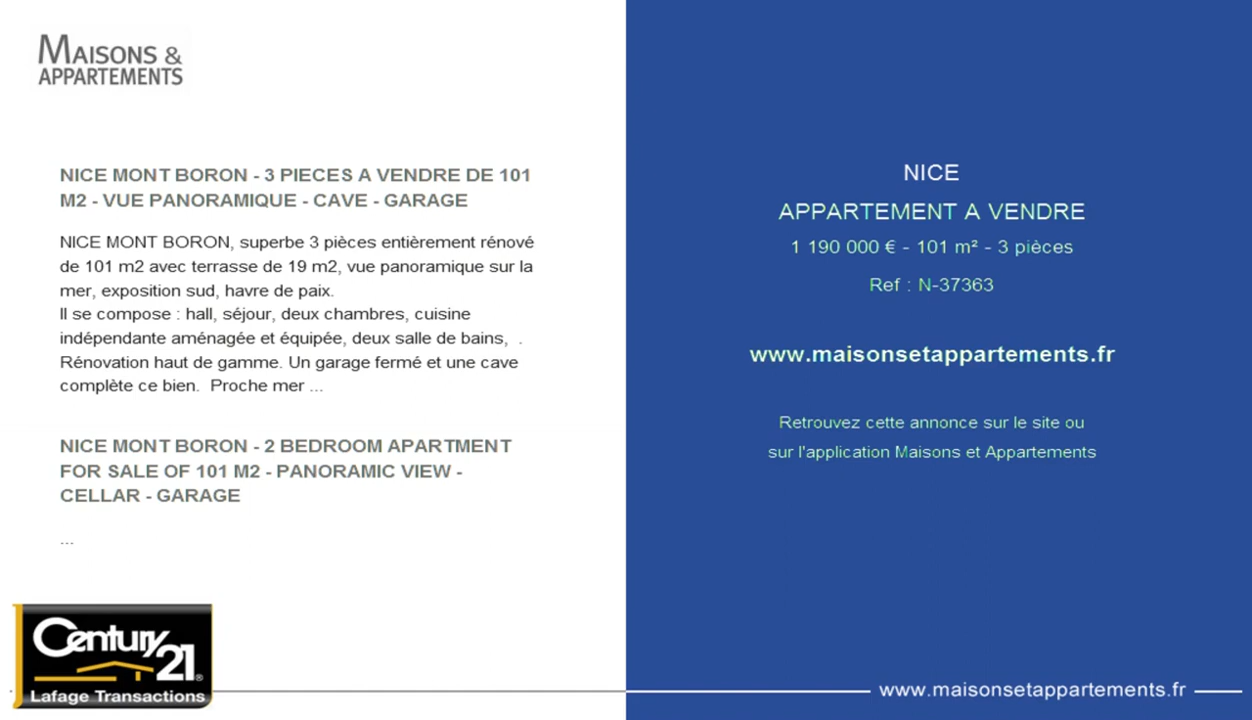 MAISONS &
APPARTEMENTS
NICE MONT BORON - 3 PIECES A VENDRE DE 101
M2 - VUE PANORAMIQUE - CAVE - GARAGE
NICE MONT BORON, superbe 3 pièces entièrement rénové
de 101 m2 avec terrasse de 19 m2, vue panoramique sur la
mer, exposition sud, havre de paix.
Il se compose : hall, séjour, deux chambres, cuisine
indépendante aménagée et équipée, deux salle de bains,  .
Rénovation haut de gamme. Un garage fermé et une cave
complète ce bien.  Proche mer ...
NICE MONT BORON - 2 BEDROOM APARTMENT
FOR SALE OF 101 M2 - PANORAMIC VIEW -
CELLAR - GARAGE
...
Century 21®
Lafage Transactions
NICE
APPARTEMENT A VENDRE
1 190 000 € - 101 m² - 3 pièces
Ref : N-37363
www.maisonsetappartements.fr
Retrouvez cette annonce sur le site ou
sur l'application Maisons et Appartements
www.maisonsetappartements.fr